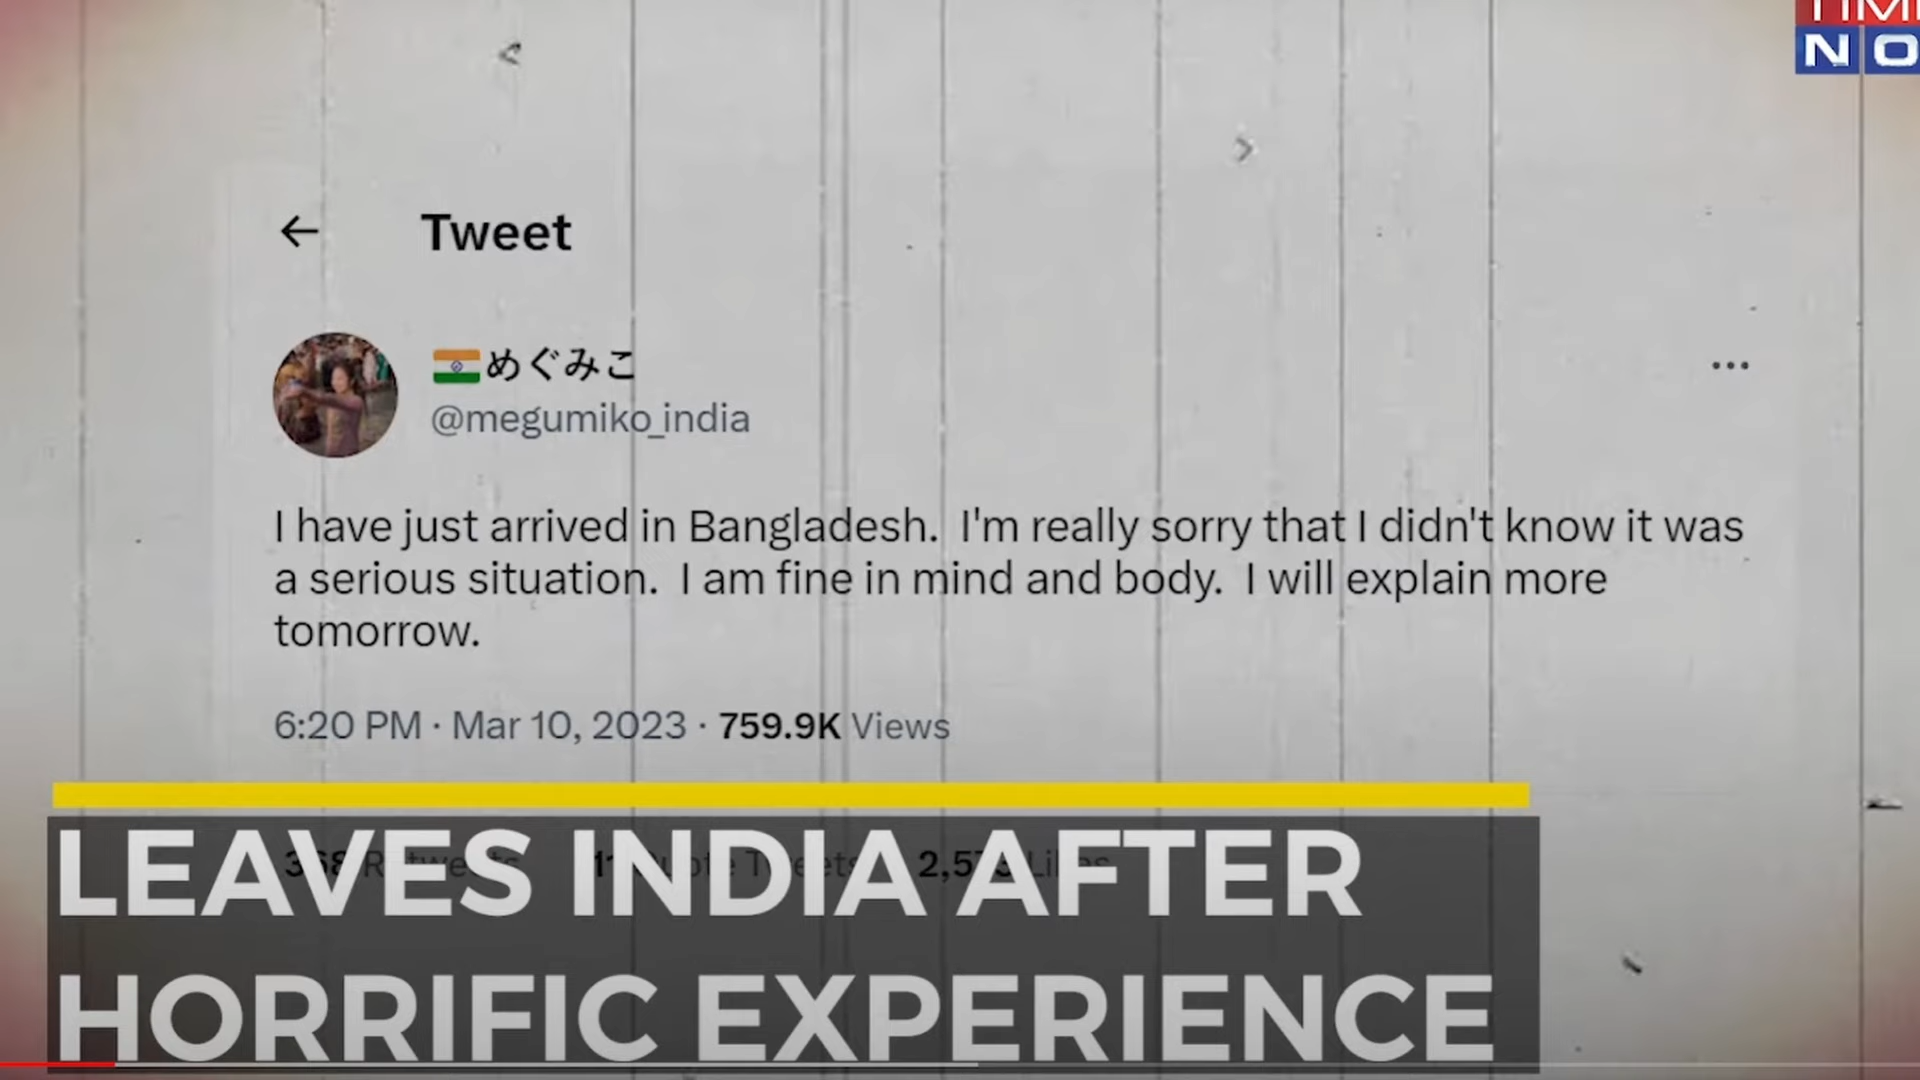 NO
Tweet
めぐみこ
@megumiko_india
I have just arrived in Bangladesh. I'm really sorry that I didn't know it was
a serious situation. I am fine in mind and body. I will explain more
tomorrow.
6:20 PM · Mar 10, 2023 · 759.9K Views
LEAVES INDIA AFTER
HORRIFIC EXPERIENCE